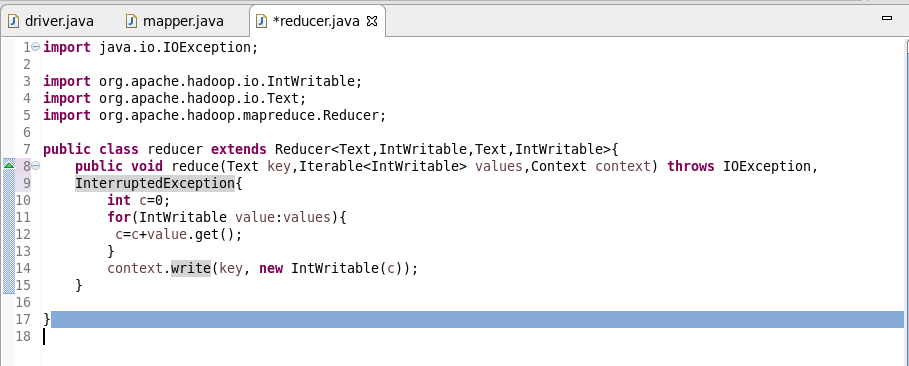 driver.java mapper.java *reducer.java
1 import java.io.IOException;
2
3 import org.apache.hadoop.io.IntWritable;
4 import org.apache.hadoop.io.Text;
5 import org.apache.hadoop.mapreduce.Reducer;
6
7 public class reducer extends Reducer<Text,IntWritable,Text,IntWritable>{
8     public void reduce(Text key,Iterable<IntWritable> values,Context context) throws IOException,
9     InterruptedException{
10         int c=0;
11         for(IntWritable value:values){
12          c=c+value.get();
13         }
14         context.write(key, new IntWritable(c));
15     }
16
17 }
18